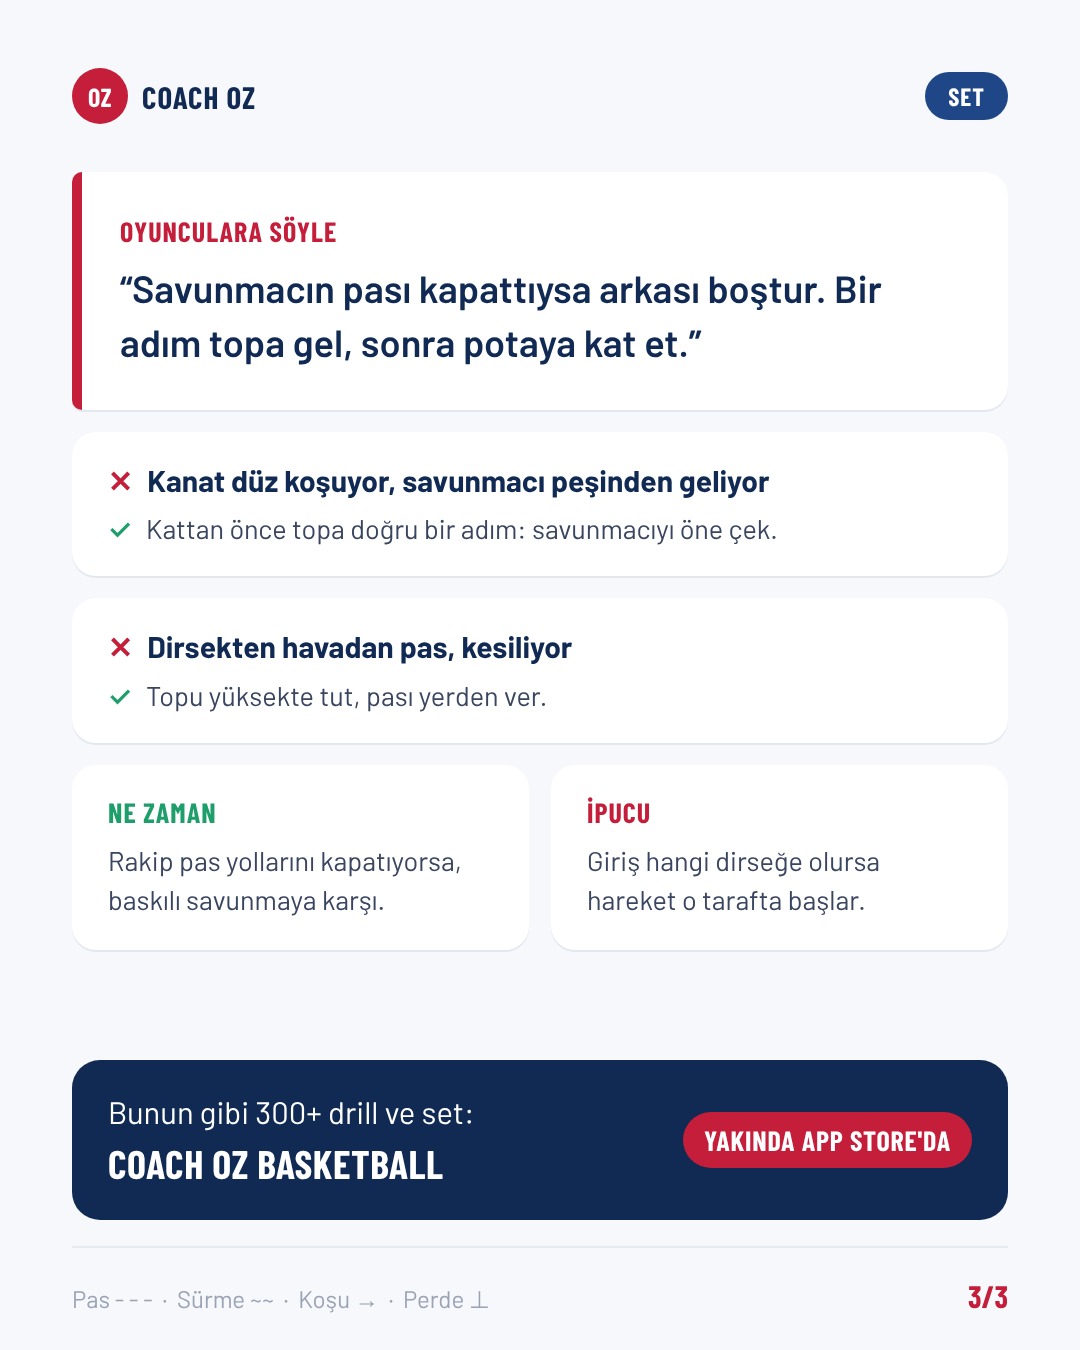 OZ COACH OZ
SET
OYUNCULARA SÖYLE
“Savunmacın pası kapattıysa arkası boştur. Bir
adım topa gel, sonra potaya kat et.”
✕ Kanat düz koşuyor, savunmacı peşinden geliyor
✓ Kattan önce topa doğru bir adım: savunmacıyı öne çek.
✕ Dirsekten havadan pas, kesiliyor
✓ Topu yüksekte tut, pası yerden ver.
NE ZAMAN
Rakip pas yollarını kapatıyorsa,
baskılı savunmaya karşı.
İPUCU
Giriş hangi dirseğe olursa
hareket o tarafta başlar.
Bunun gibi 300+ drill ve set:
COACH OZ BASKETBALL
YAKINDA APP STORE'DA
Pas - - - · Sürme ~~ · Koşu → · Perde ⊥
3/3